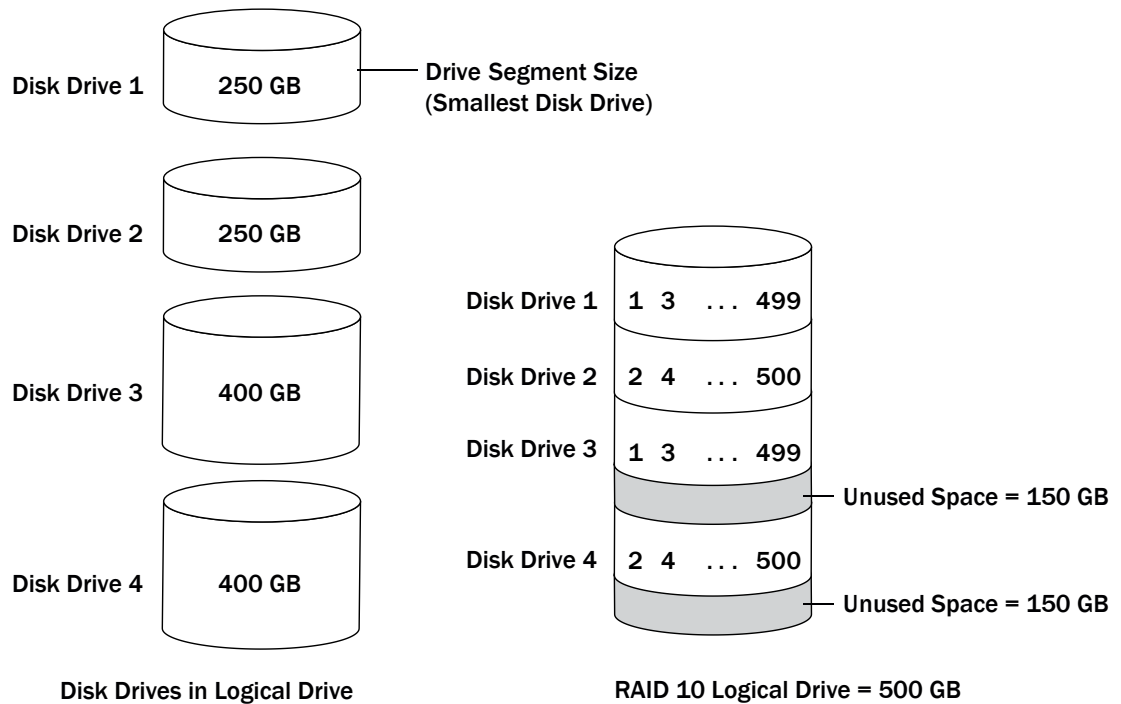 Disk Drive 1
250 GB
Drive Segment Size
(Smallest Disk Drive)
Disk Drive 2
250 GB
Disk Drive 3
400 GB
Disk Drive 4
400 GB
Disk Drives in Logical Drive
Disk Drive 1
1 3 ... 499
Disk Drive 2
2 4 ... 500
Disk Drive 3
1 3 ... 499
Unused Space = 150 GB
Disk Drive 4
2 4 ... 500
Unused Space = 150 GB
RAID 10 Logical Drive = 500 GB